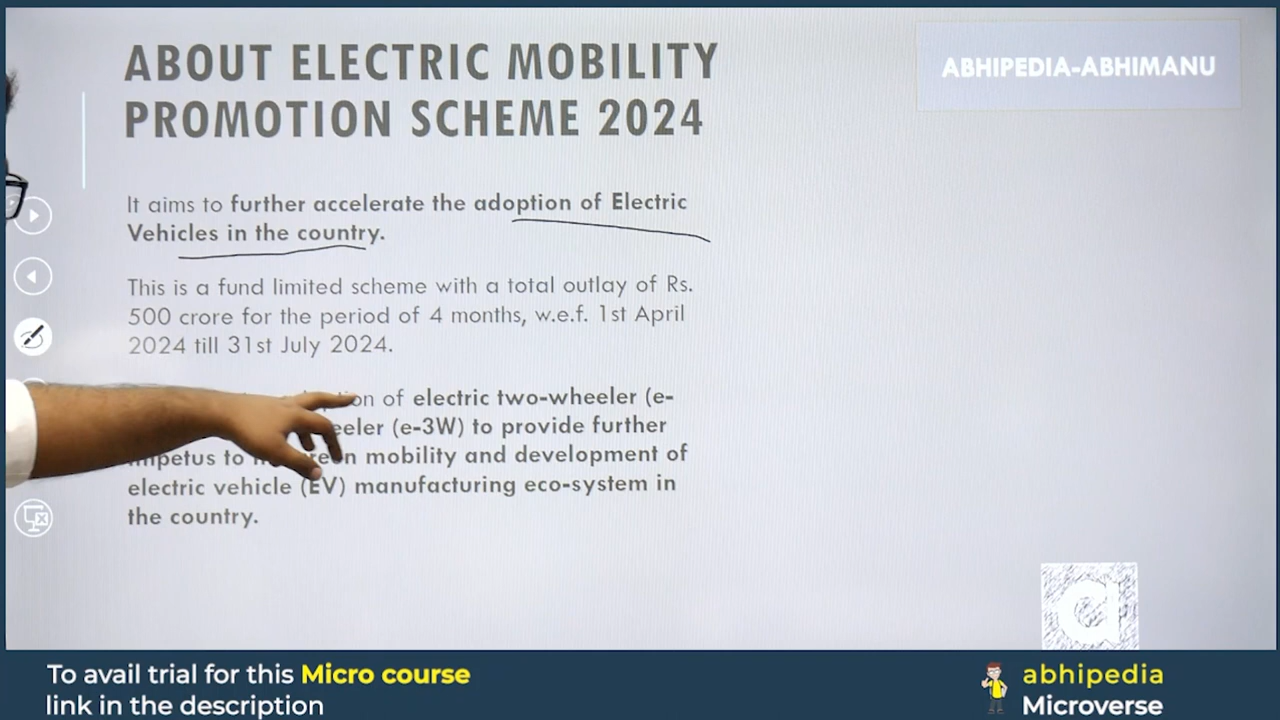 ABOUT ELECTRIC MOBILITY
PROMOTION SCHEME 2024
ABHIPEDIA-ABHIMANU
It aims to further accelerate the adoption of Electric
Vehicles in the country.
This is a fund limited scheme with a total outlay of Rs.
500 crore for the period of 4 months, w.e.f. 1st April
2024 till 31st July 2024.
of electric two-wheeler (e-
(e-3W) to provide further
impetus to mobility and development of
electric vehicle (EV) manufacturing eco-system in
the country.
To avail trial for this Micro course
link in the description
abhipedia
Microverse